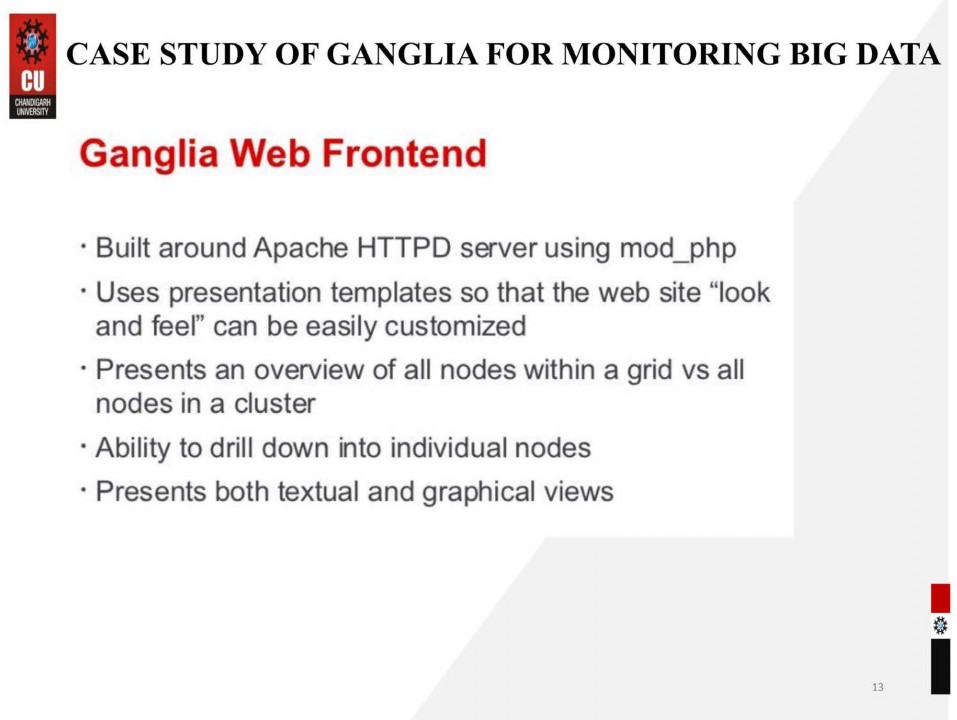 CU
CHANDIGARH
UNIVERSITY
CASE STUDY OF GANGLIA FOR MONITORING BIG DATA
Ganglia Web Frontend
· Built around Apache HTTPD server using mod_php
· Uses presentation templates so that the web site “look
and feel” can be easily customized
· Presents an overview of all nodes within a grid vs all
nodes in a cluster
· Ability to drill down into individual nodes
· Presents both textual and graphical views
13